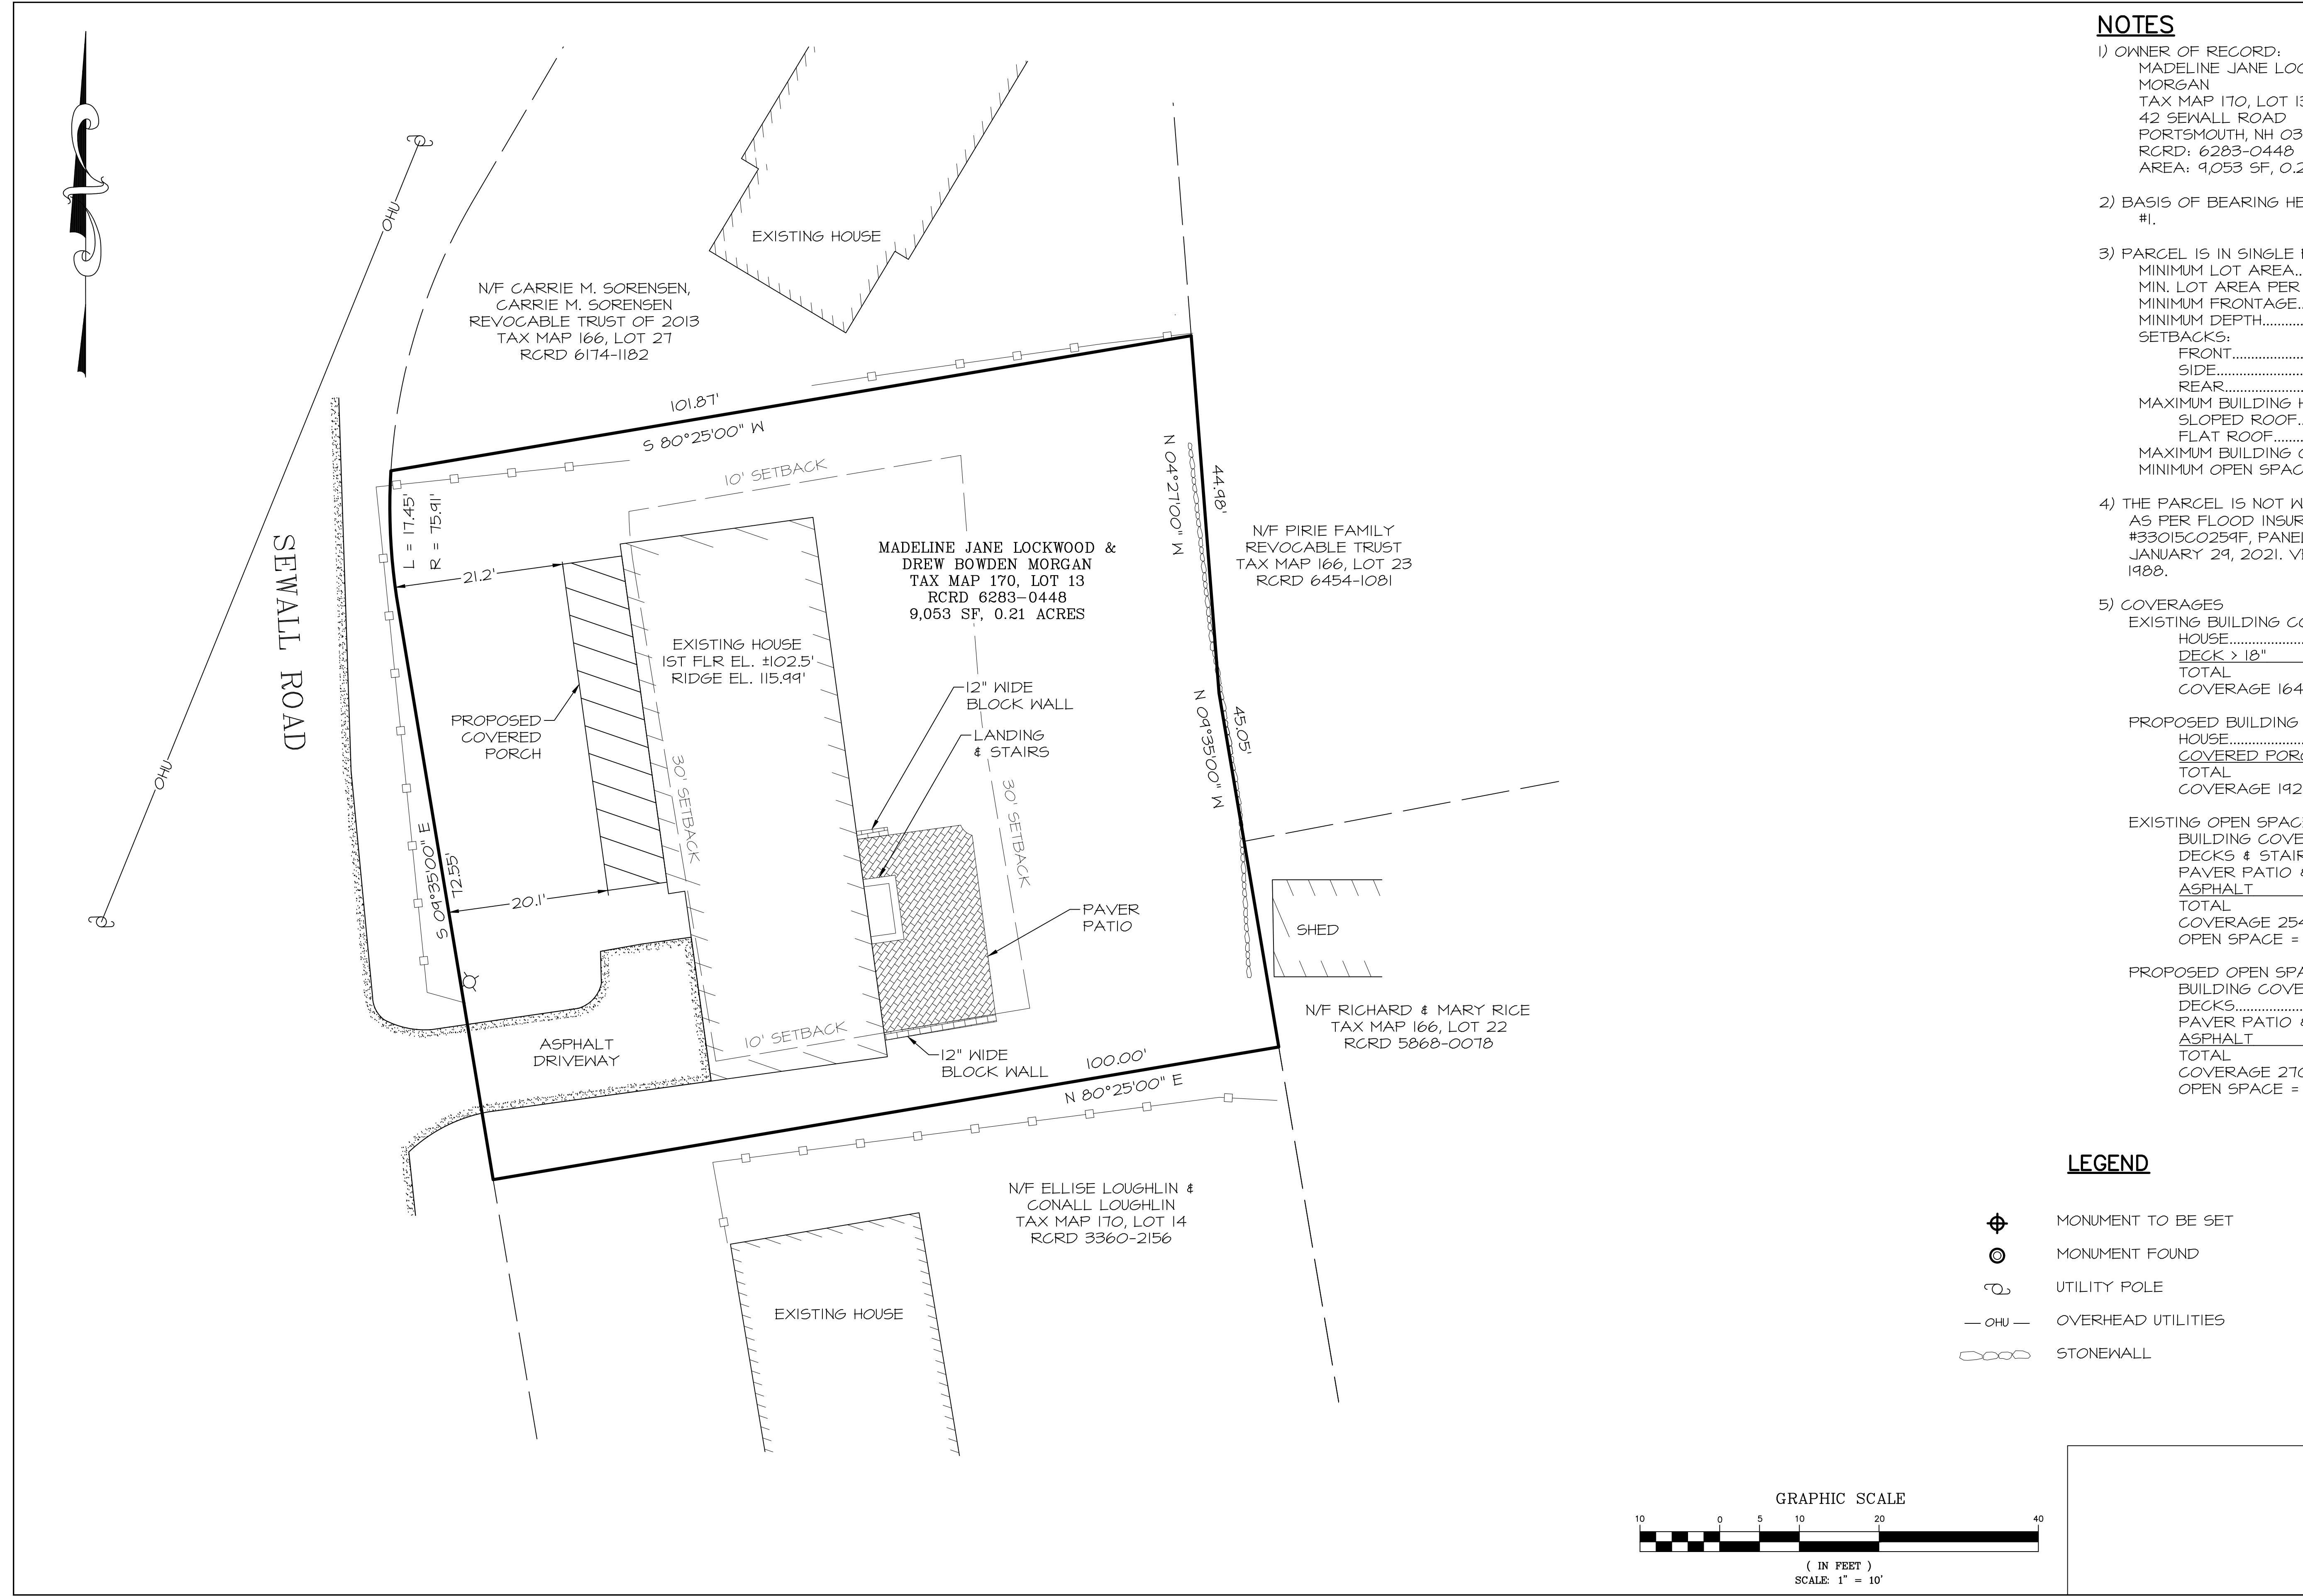 OHU
OHU
SEWALL ROAD
EXISTING HOUSE
N/F CARRIE M. SORENSEN,
CARRIE M. SORENSEN
REVOCABLE TRUST OF 2013
TAX MAP 166, LOT 27
RCRD 6174-1182
101.87'
S 80°25'00" W
10' SETBACK
L = 17.45'
R = 75.91'
21.2'
MADELINE JANE LOCKWOOD &
DREW BOWDEN MORGAN
TAX MAP 170, LOT 13
RCRD 6283-0448
9,053 SF, 0.21 ACRES
N 04°27'00" W
44.98'
N/F PIRIE FAMILY
REVOCABLE TRUST
TAX MAP 166, LOT 23
RCRD 6454-1081
EXISTING HOUSE
1ST FLR EL. ±102.5'
RIDGE EL. 115.99'
12" WIDE
BLOCK WALL
LANDING
& STAIRS
PROPOSED
COVERED
PORCH
30' SETBACK
30' SETBACK
N 09°35'00" W
45.05'
S 09°35'00" E
72.55'
20.1'
PAVER
PATIO
SHED
N/F RICHARD & MARY RICE
TAX MAP 166, LOT 22
RCRD 5868-0078
ASPHALT
DRIVEWAY
10' SETBACK
12" WIDE
BLOCK WALL
100.00'
N 80°25'00" E
N/F ELLISE LOUGHLIN &
CONALL LOUGHLIN
TAX MAP 170, LOT 14
RCRD 3360-2156
EXISTING HOUSE
NOTES
1) OWNER OF RECORD:
MADELINE JANE LOC
MORGAN
TAX MAP 170, LOT 13
42 SEWALL ROAD
PORTSMOUTH, NH 03
RCRD: 6283-0448
AREA: 9,053 SF, 0.2
2) BASIS OF BEARING HE
#1.
3) PARCEL IS IN SINGLE
MINIMUM LOT AREA..
MIN. LOT AREA PER
MINIMUM FRONTAGE..
MINIMUM DEPTH...........
SETBACKS:
FRONT...................
SIDE.......................
REAR.....................
MAXIMUM BUILDING H
SLOPED ROOF..
FLAT ROOF........
MAXIMUM BUILDING C
MINIMUM OPEN SPAC
4) THE PARCEL IS NOT W
AS PER FLOOD INSUR
#33015C0259F, PANEL
JANUARY 29, 2021. VE
1988.
5) COVERAGES
EXISTING BUILDING CO
HOUSE...................
DECK > 18"
TOTAL
COVERAGE 164
PROPOSED BUILDING
HOUSE...................
COVERED PORC
TOTAL
COVERAGE 192
EXISTING OPEN SPAC
BUILDING COVE
DECKS & STAIR
PAVER PATIO &
ASPHALT
TOTAL
COVERAGE 254
OPEN SPACE =
PROPOSED OPEN SPA
BUILDING COVE
DECKS..................
PAVER PATIO &
ASPHALT
TOTAL
COVERAGE 270
OPEN SPACE =
LEGEND
MONUMENT TO BE SET
MONUMENT FOUND
UTILITY POLE
OHU OVERHEAD UTILITIES
STONEWALL
GRAPHIC SCALE
10 0 5 10 20 40
( IN FEET )
SCALE: 1" = 10'